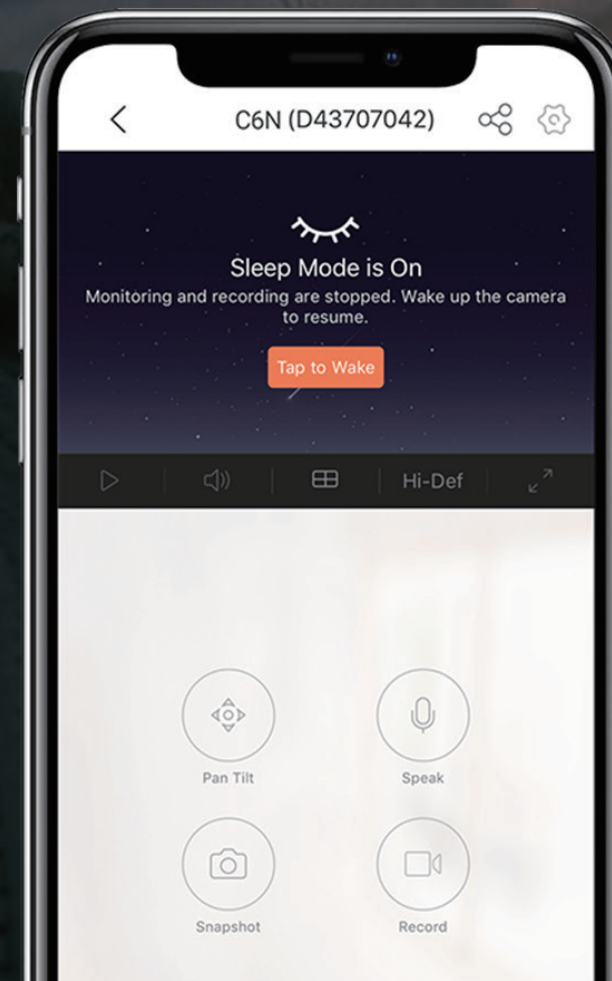 C6N (D43707042)
Sleep Mode is On
Monitoring and recording are stopped. Wake up the camera
to resume.
Tap to Wake
Hi-Def
Pan Tilt
Speak
Snapshot
Record